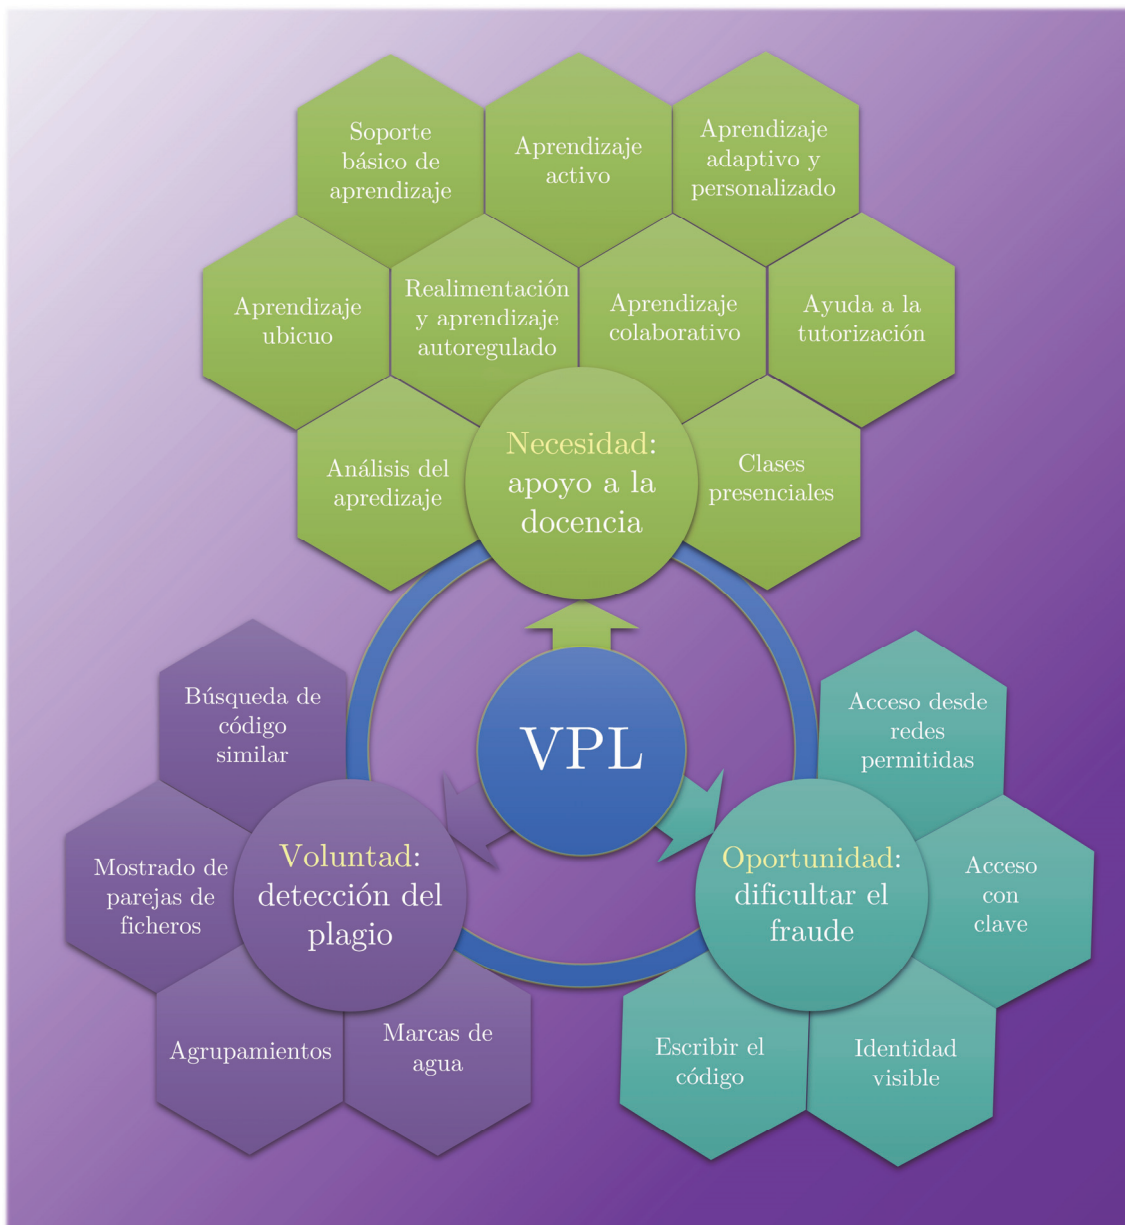 Soporte
básico de
aprendizaje
Aprendizaje
activo
Aprendizaje
adaptivo y
personalizado
Aprendizaje
ubicuo
Realimentación
y aprendizaje
autoregulado
Aprendizaje
colaborativo
Ayuda a la
tutorización
Análisis del
apredizaje
Necesidad:
apoyo a la
docencia
Clases
presenciales
VPL
Búsqueda de
código
similar
Mostrado de
parejas de
ficheros
Voluntad:
detección del
plagio
Agrupamientos
Marcas de
agua
Acceso desde
redes
permitidas
Oportunidad:
dificultar el
fraude
Acceso
con
clave
Escribir el
código
Identidad
visible